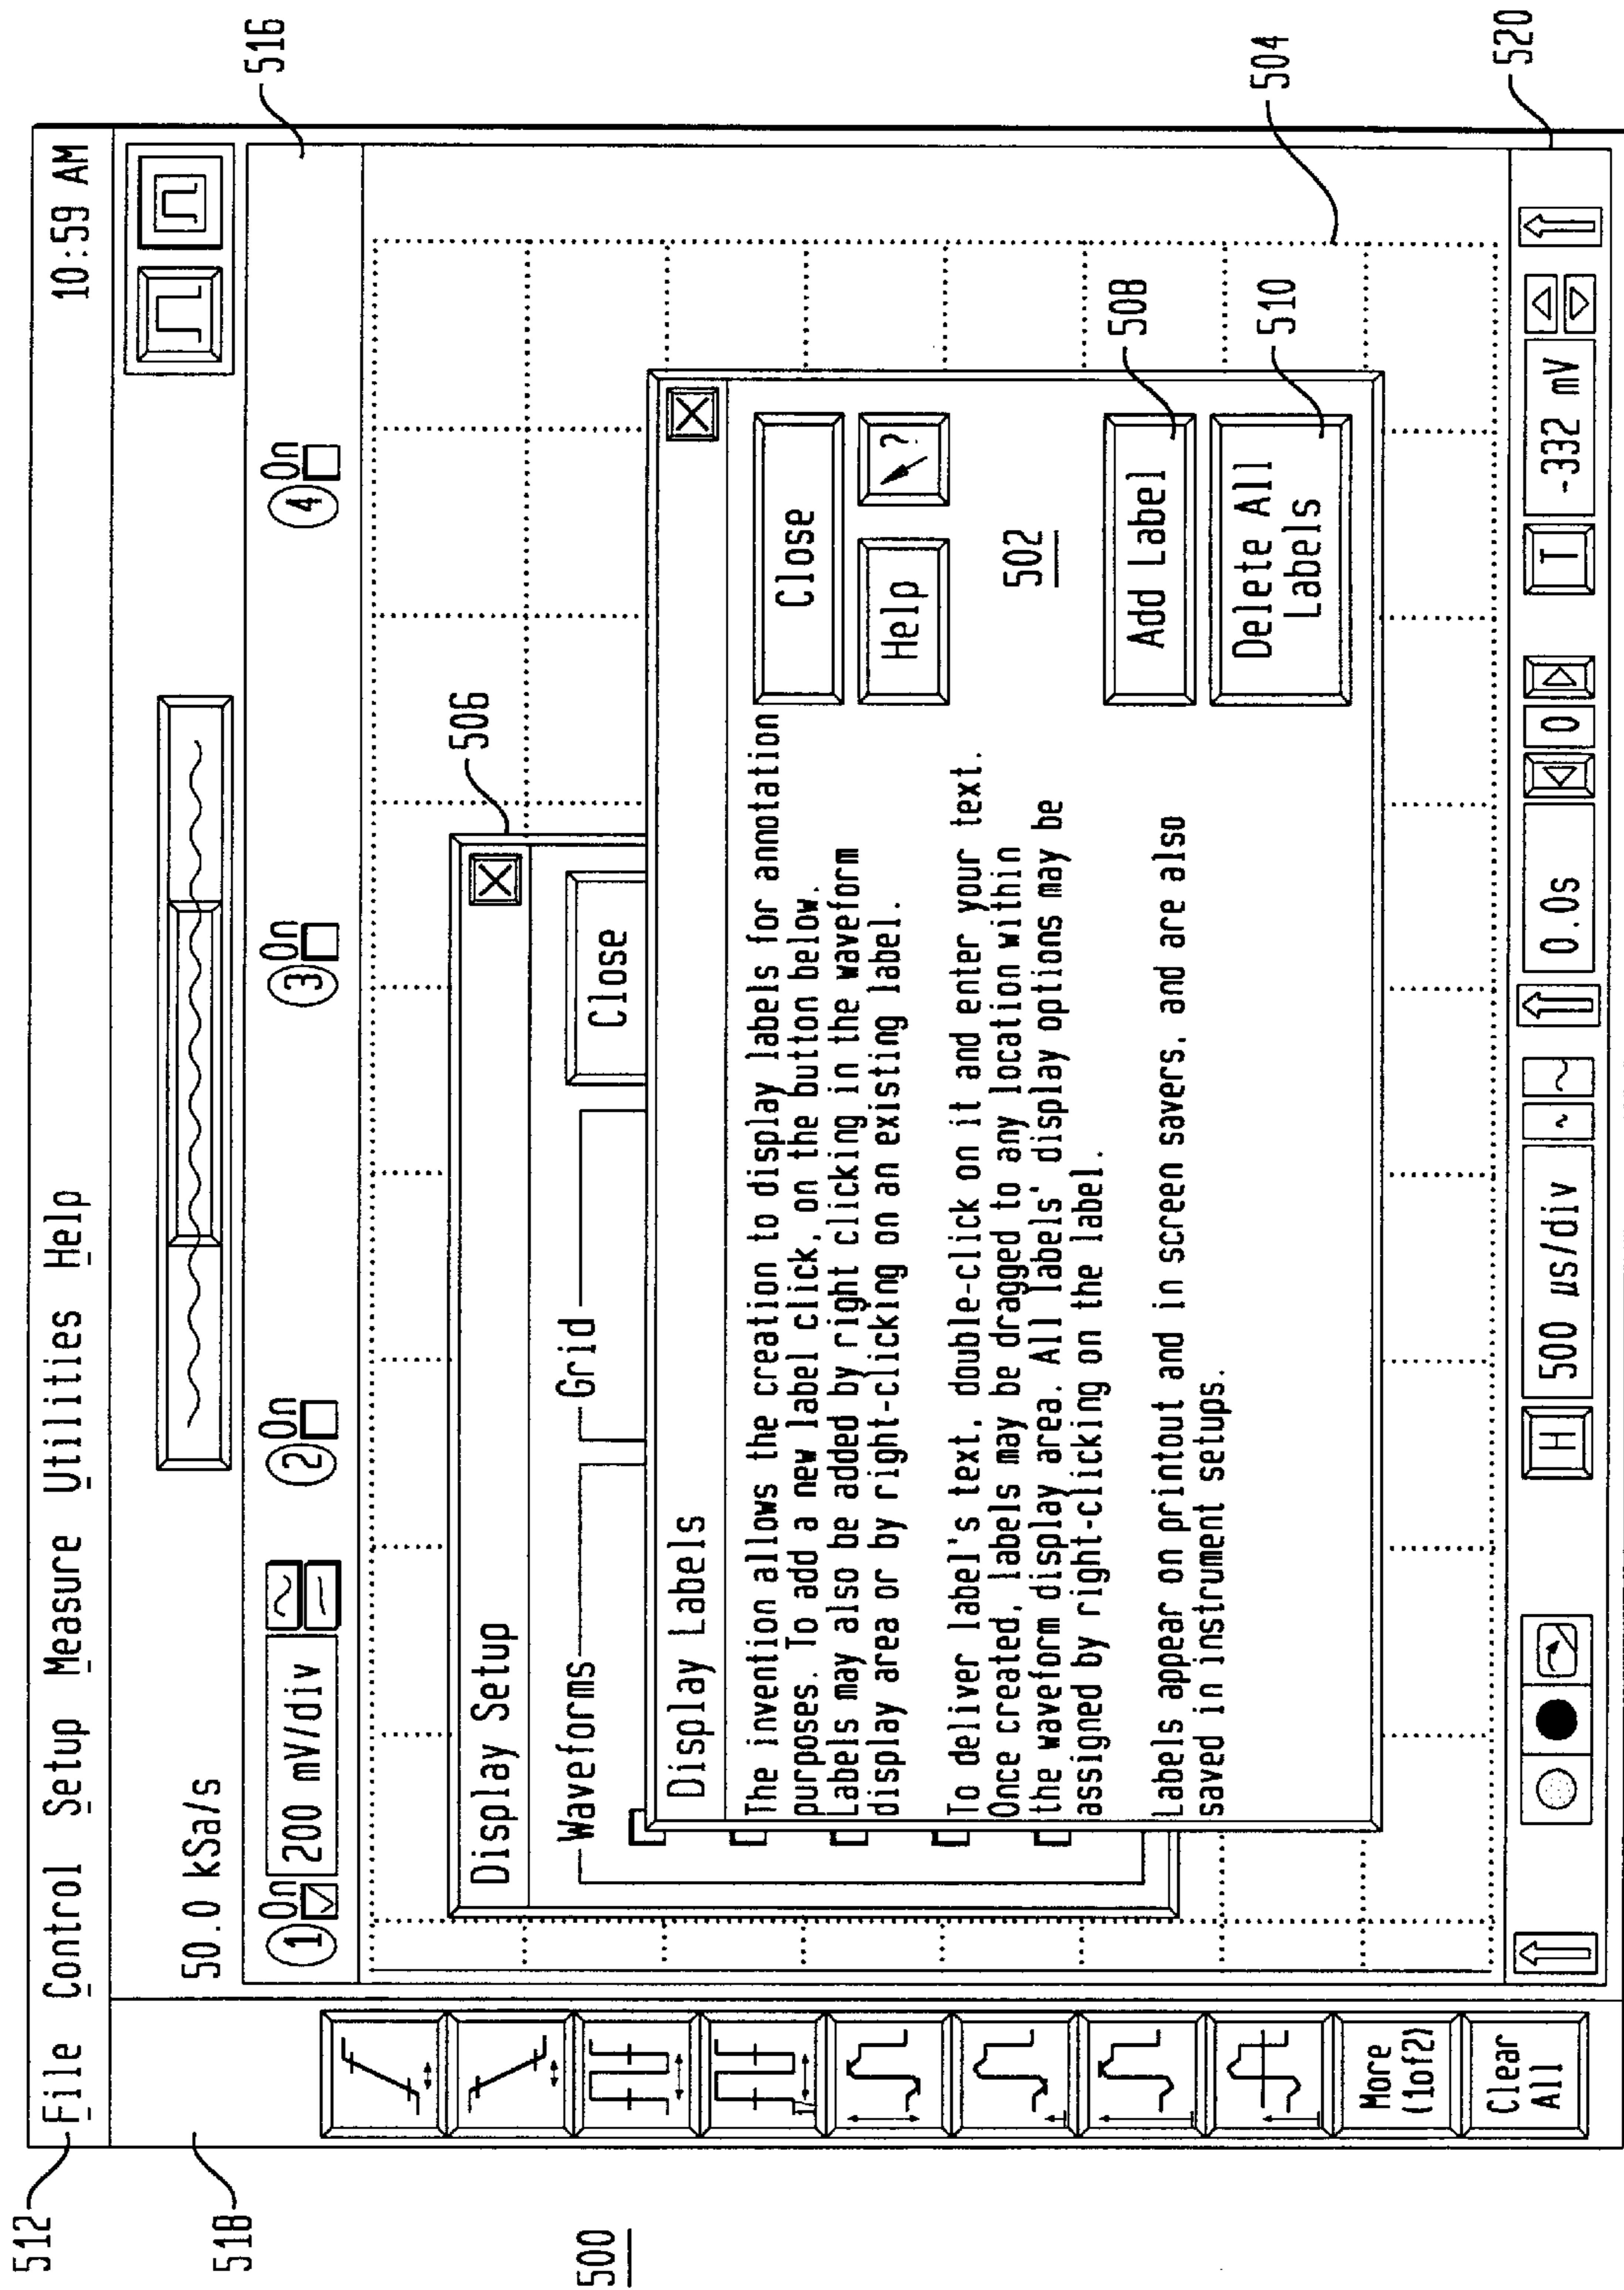 512
File Control Setup Measure Utilities Help
10:59 AM
518
50.0 kSa/s
516
1 On 200 mV/div
2 On
3 On
4 On
500
506
Display Setup
Waveforms
Grid
Close
Display Labels
The invention allows the creation to display labels for annotation
purposes. To add a new label click, on the button below.
Labels may also be added by right clicking in the waveform
display area or by right-clicking on an existing label.
To deliver label's text, double-click on it and enter your text.
Once created, labels may be dragged to any location within
the waveform display area. All labels' display options may be
assigned by right-clicking on the label.
Labels appear on printout and in screen savers, and are also
saved in instrument setups.
Close
Help
?
502
Add Label
508
Delete All
Labels
510
504
More
(1of2)
Clear
All
H 500 µs/div
0.0s
0
T -332 mV
520